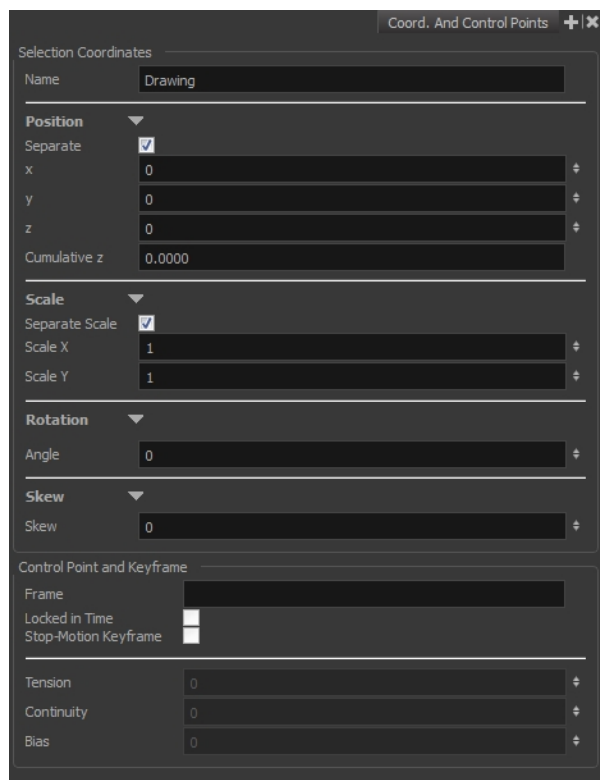 Coord. And Control Points
Selection Coordinates
Name Drawing
Position
Separate
x 0
y 0
z 0
Cumulative z 0.0000
Scale
Separate Scale
Scale X 1
Scale Y 1
Rotation
Angle 0
Skew
Skew 0
Control Point and Keyframe
Frame
Locked in Time
Stop-Motion Keyframe
Tension 0
Continuity 0
Bias 0